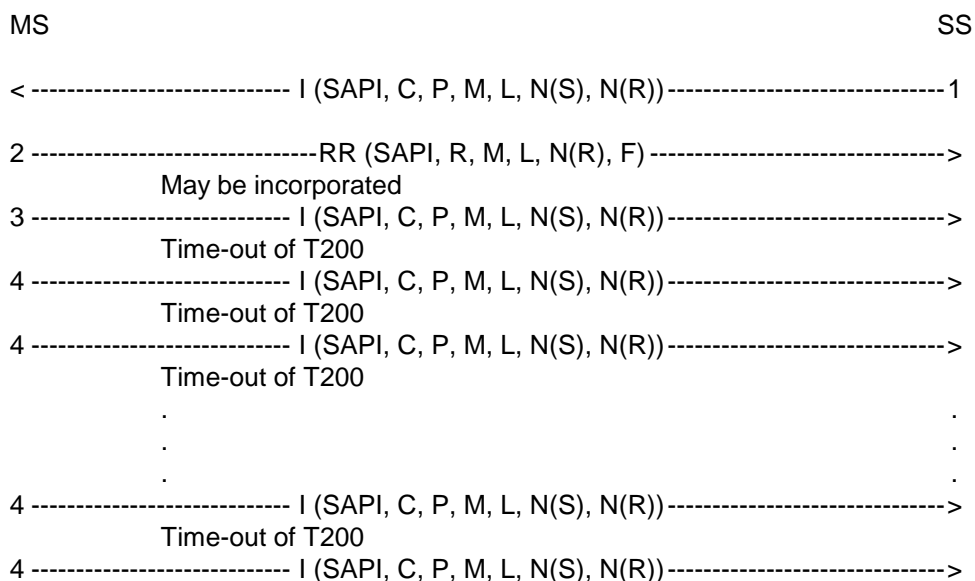 MS SS
< ----------------------------- I (SAPI, C, P, M, L, N(S), N(R))-------------------------------1
2 --------------------------------RR (SAPI, R, M, L, N(R), F) --------------------------------->
May be incorporated
3 ----------------------------- I (SAPI, C, P, M, L, N(S), N(R))------------------------------->
Time-out of T200
4 ----------------------------- I (SAPI, C, P, M, L, N(S), N(R))------------------------------->
Time-out of T200
4 ----------------------------- I (SAPI, C, P, M, L, N(S), N(R))------------------------------->
Time-out of T200
. .
. .
. .
4 ----------------------------- I (SAPI, C, P, M, L, N(S), N(R))------------------------------->
Time-out of T200
4 ----------------------------- I (SAPI, C, P, M, L, N(S), N(R))------------------------------->